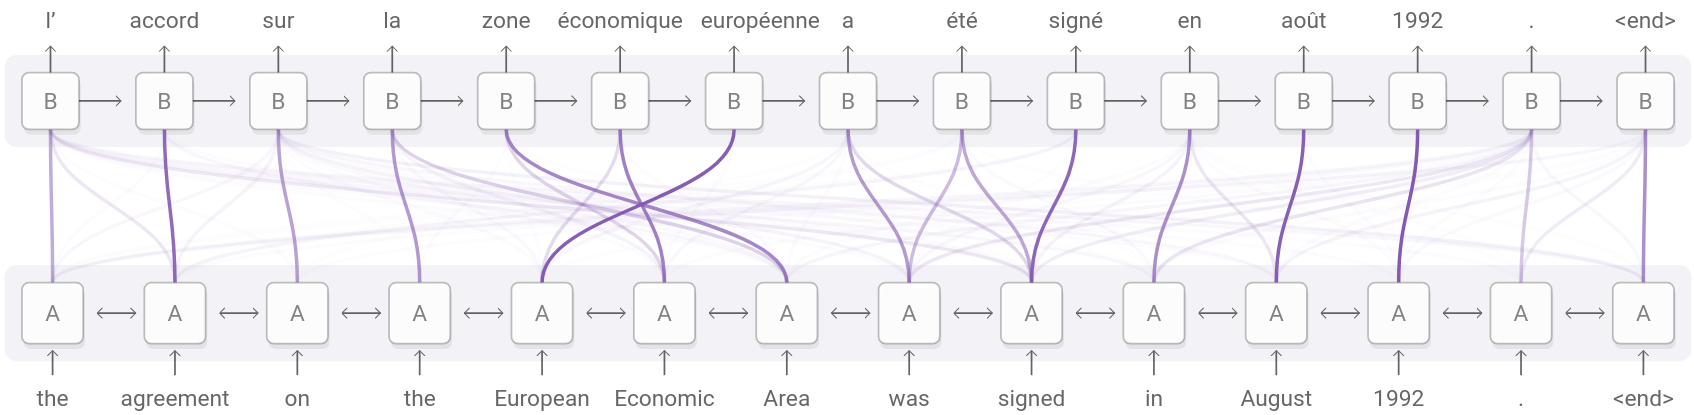 l’ accord sur la zone économique européenne a été signé en août 1992 . <end>
B B B B B B B B B B B B B B B
A A A A A A A A A A A A A A
the agreement on the European Economic Area was signed in August 1992 . <end>